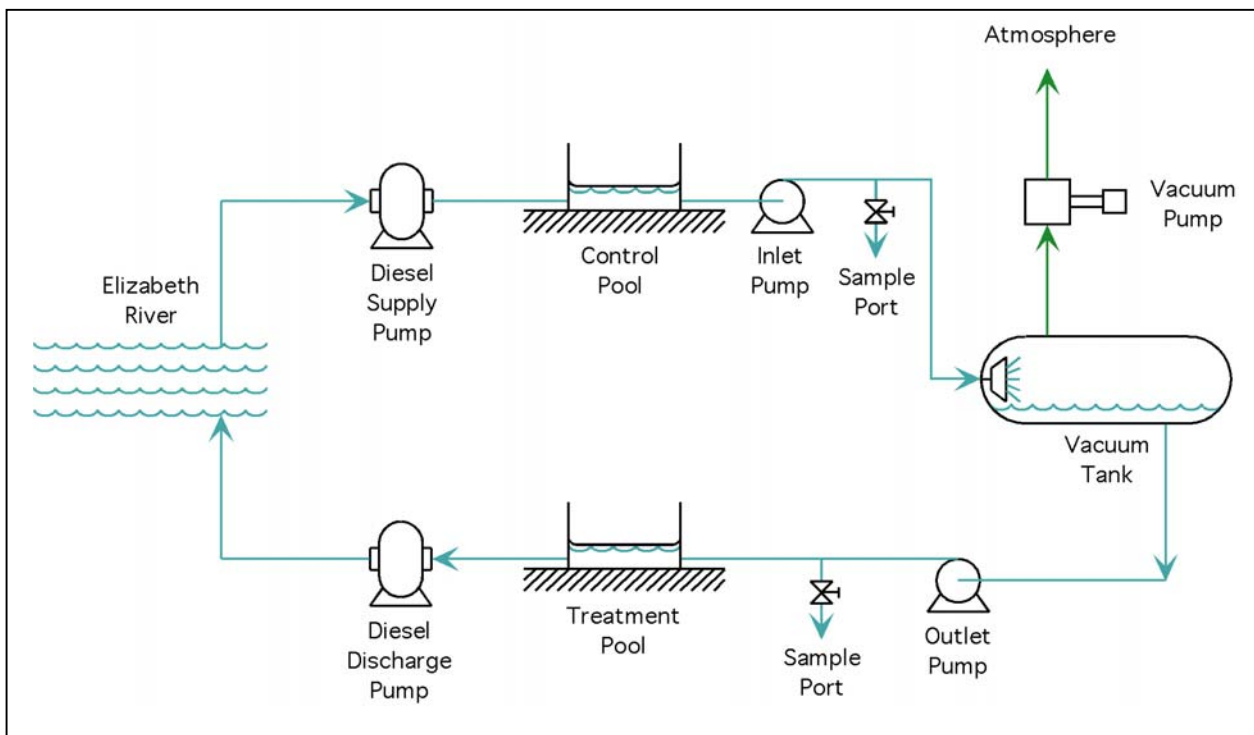 Atmosphere
Vacuum
Pump
Elizabeth
River
Diesel
Supply
Pump
Control
Pool
Inlet
Pump
Sample
Port
Vacuum
Tank
Diesel
Discharge
Pump
Treatment
Pool
Sample
Port
Outlet
Pump